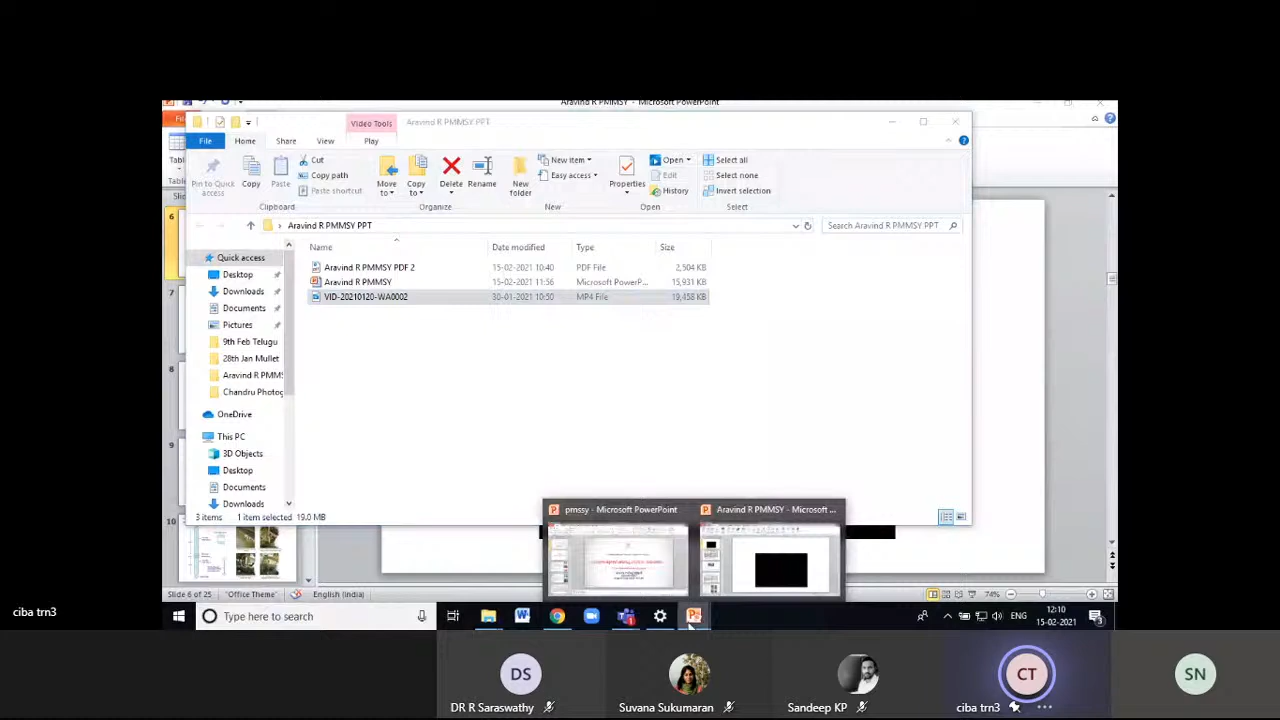 Aravind R PMMSY - Microsoft PowerPoint
Video Tools
Aravind R PMMSY PPT
File
Home
Share
View
Play
Pin to Quick access
Copy
Paste
Cut
Copy path
Paste shortcut
Clipboard
Move to
Copy to
Delete
Rename
Organize
New folder
New item
Easy access
New
Properties
Open
Edit
History
Open
Select all
Select none
Invert selection
Select
Aravind R PMMSY PPT
Search Aravind R PMMSY PPT
Name
Date modified
Type
Size
Aravind R PMMSY PDF 2 15-02-2021 10:40 PDF File 2,504 KB
Aravind R PMMSY 15-02-2021 11:56 Microsoft PowerP... 15,931 KB
VID-20210120-WA0002 30-01-2021 10:50 MP4 File 19,458 KB
Quick access
Desktop
Downloads
Documents
Pictures
9th Feb Telugu
28th Jan Mullet
Aravind R PMMS
Chandru Photog
OneDrive
This PC
3D Objects
Desktop
Documents
Downloads
3 items 1 item selected 19.0 MB
6
7
8
9
10
pmssy - Microsoft PowerPoint
Aravind R PMMSY - Microsoft ...
Slide 6 of 25
"Office Theme"
English (India)
74%
Type here to search
ENG
12:10
15-02-2021
ciba trn3
DS
DR R Saraswathy
Suvana Sukumaran
Sandeep KP
CT
ciba trn3
SN